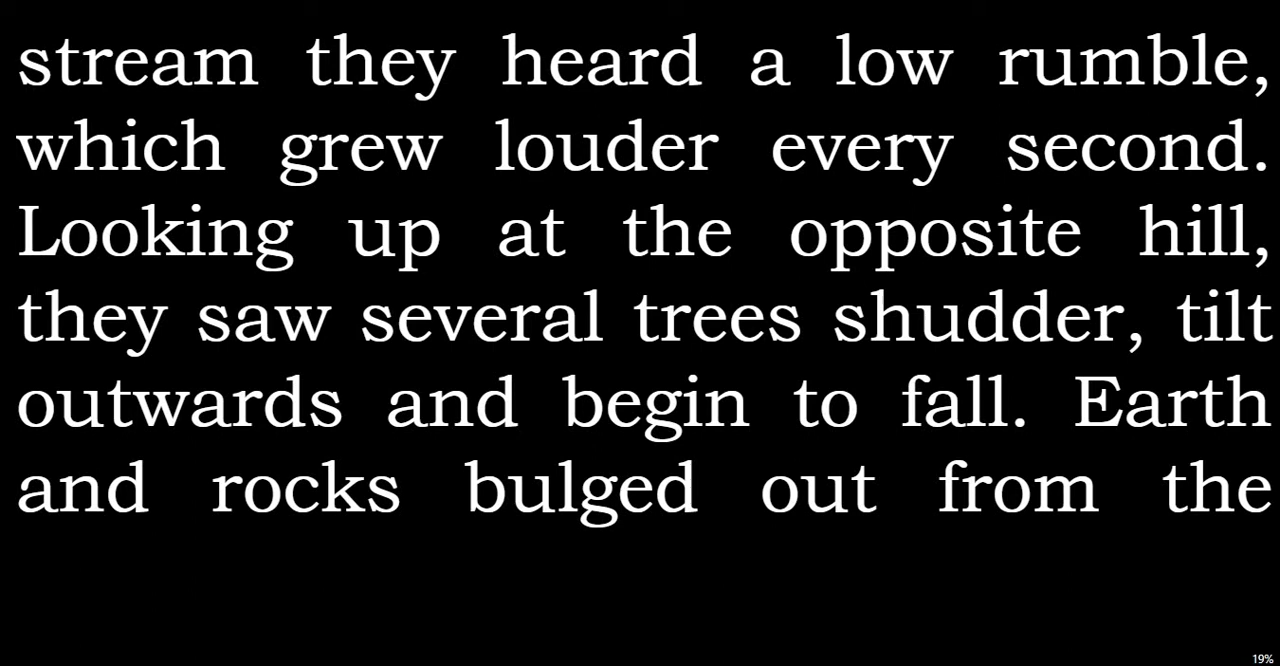 stream they heard a low rumble,
which grew louder every second.
Looking up at the opposite hill,
they saw several trees shudder, tilt
outwards and begin to fall. Earth
and rocks bulged out from the
19%